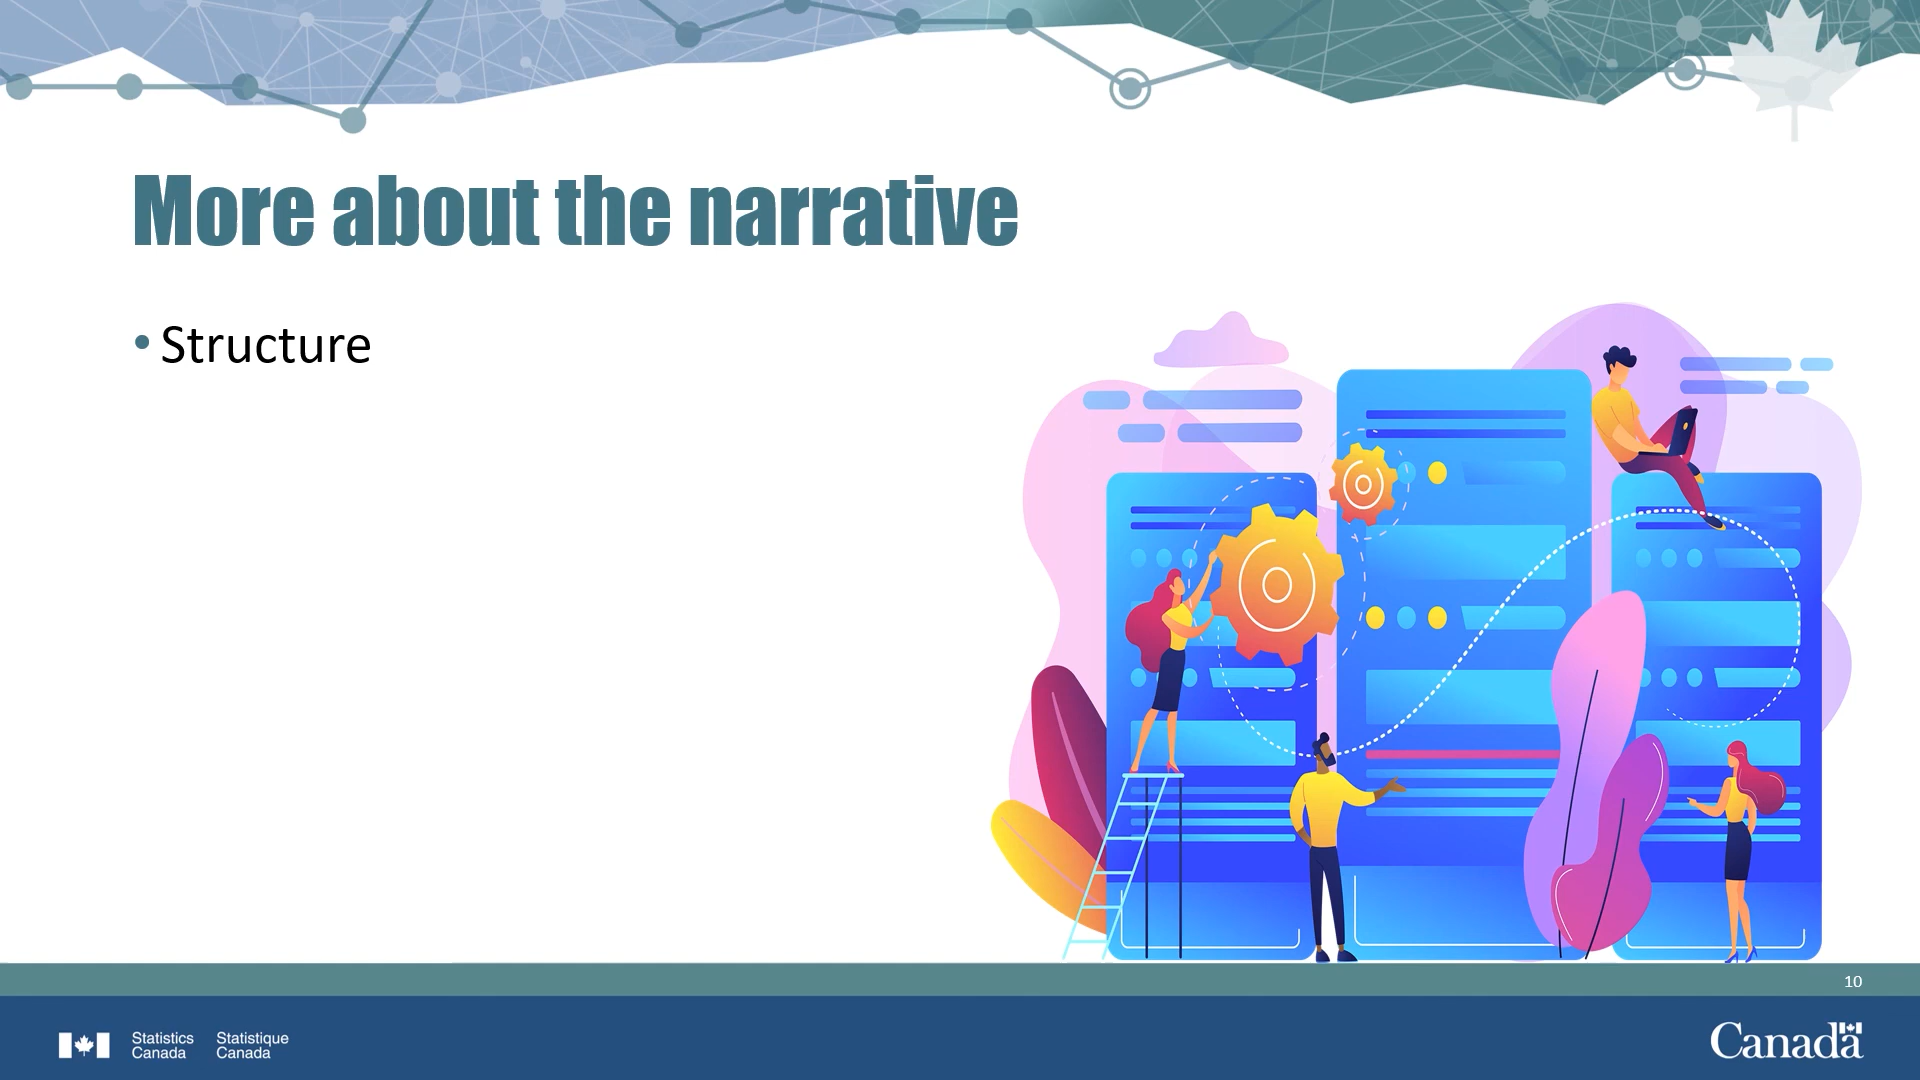 More about the narrative
• Structure
10
Statistics Statistique
Canada Canada
Canada